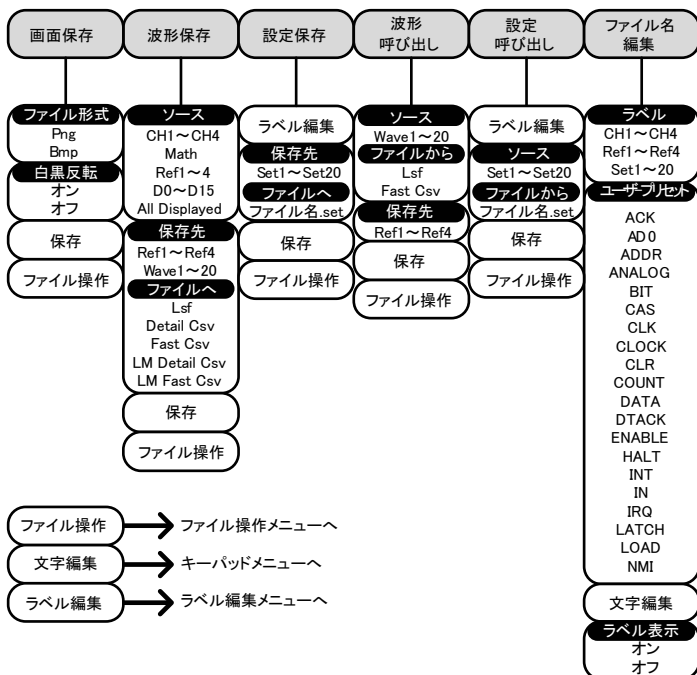 画面保存
ファイル形式
Png
Bmp
白黒反転
オン
オフ
保存
ファイル操作
波形保存
ソース
CH1～CH4
Math
Ref1～4
D0～D15
All Displayed
保存先
Ref1～Ref4
Wave1～20
ファイルへ
Lsf
Detail Csv
Fast Csv
LM Detail Csv
LM Fast Csv
保存
ファイル操作
設定保存
ラベル編集
保存先
Set1～Set20
ファイルへ
ファイル名.set
保存
ファイル操作
波形
呼び出し
ソース
Wave1～20
ファイルから
Lsf
Fast Csv
保存先
Ref1～Ref4
保存
ファイル操作
設定
呼び出し
ラベル編集
ソース
Set1～Set20
ファイルから
ファイル名.set
保存
ファイル操作
ファイル名
編集
ラベル
CH1～CH4
Ref1～Ref4
Set1～20
ユーザプリセット
ACK
AD0
ADDR
ANALOG
BIT
CAS
CLK
CLOCK
CLR
COUNT
DATA
DTACK
ENABLE
HALT
INT
IN
IRQ
LATCH
LOAD
NMI
文字編集
ラベル表示
オン
オフ
ファイル操作 ファイル操作メニューへ
文字編集 キーパッドメニューへ
ラベル編集 ラベル編集メニューへ